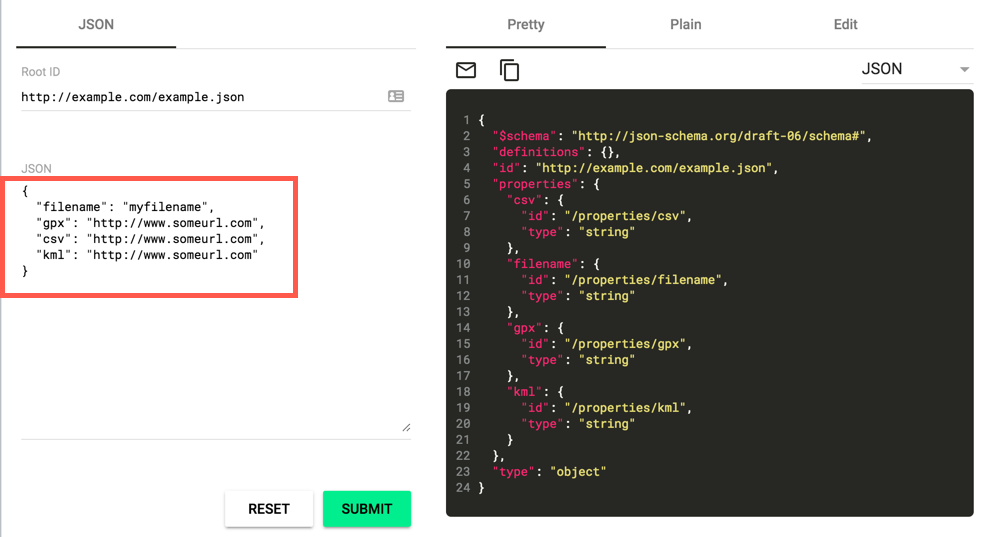 JSON
Root ID
http://example.com/example.json
JSON
{
  "filename": "myfilename",
  "gpx": "http://www.someurl.com",
  "csv": "http://www.someurl.com",
  "kml": "http://www.someurl.com"
}
RESET SUBMIT
Pretty Plain Edit
JSON
1 {
2   "$schema": "http://json-schema.org/draft-06/schema#",
3   "definitions": {},
4   "id": "http://example.com/example.json",
5   "properties": {
6     "csv": {
7       "id": "/properties/csv",
8       "type": "string"
9     },
10     "filename": {
11       "id": "/properties/filename",
12       "type": "string"
13     },
14     "gpx": {
15       "id": "/properties/gpx",
16       "type": "string"
17     },
18     "kml": {
19       "id": "/properties/kml",
20       "type": "string"
21     }
22   },
23   "type": "object"
24 }